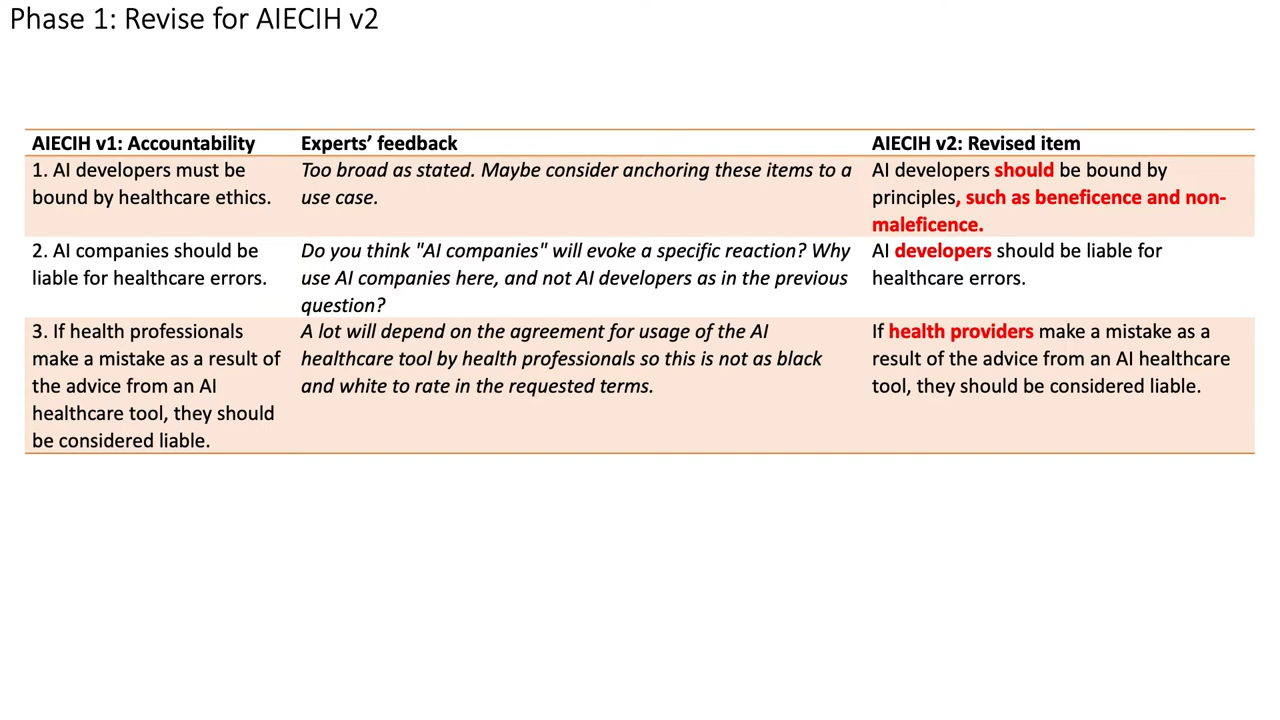 Phase 1: Revise for AIECIH v2
AIECIH v1: Accountability
Experts’ feedback
AIECIH v2: Revised item
1. AI developers must be
bound by healthcare ethics.
Too broad as stated. Maybe consider anchoring these items to a
use case.
AI developers should be bound by
principles, such as beneficence and non-
maleficence.
2. AI companies should be
liable for healthcare errors.
Do you think "AI companies" will evoke a specific reaction? Why
use AI companies here, and not AI developers as in the previous
question?
AI developers should be liable for
healthcare errors.
3. If health professionals
make a mistake as a result of
the advice from an AI
healthcare tool, they should
be considered liable.
A lot will depend on the agreement for usage of the AI
healthcare tool by health professionals so this is not as black
and white to rate in the requested terms.
If health providers make a mistake as a
result of the advice from an AI healthcare
tool, they should be considered liable.